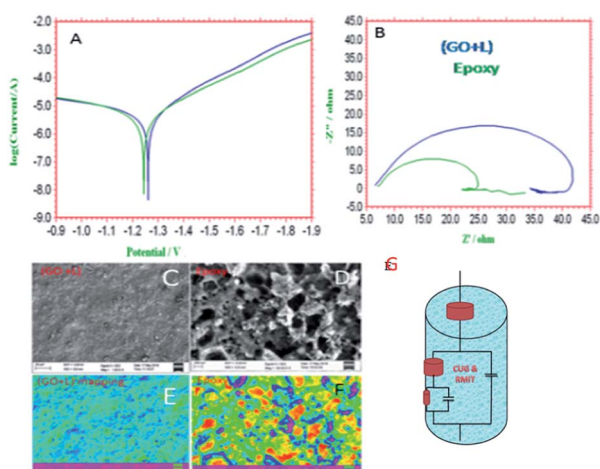 A
-2.0
-3.0
-4.0
-5.0
-6.0
-7.0
-8.0
-9.0
log(Current/A)
-0.9 -1.0 -1.1 -1.2 -1.3 -1.4 -1.5 -1.6 -1.7 -1.8 -1.9
Potential / V
B
45.0
40.0
35.0
30.0
25.0
20.0
15.0
10.0
5.0
0
-5.0
-Z" / ohm
(GO+L)
Epoxy
5.0 10.0 15.0 20.0 25.0 30.0 35.0 40.0 45.0
Z' / ohm
(GO+L)
C
Epoxy
D
(GO+L) mapping
E
Epoxy
F
G
CUG &
RMIT